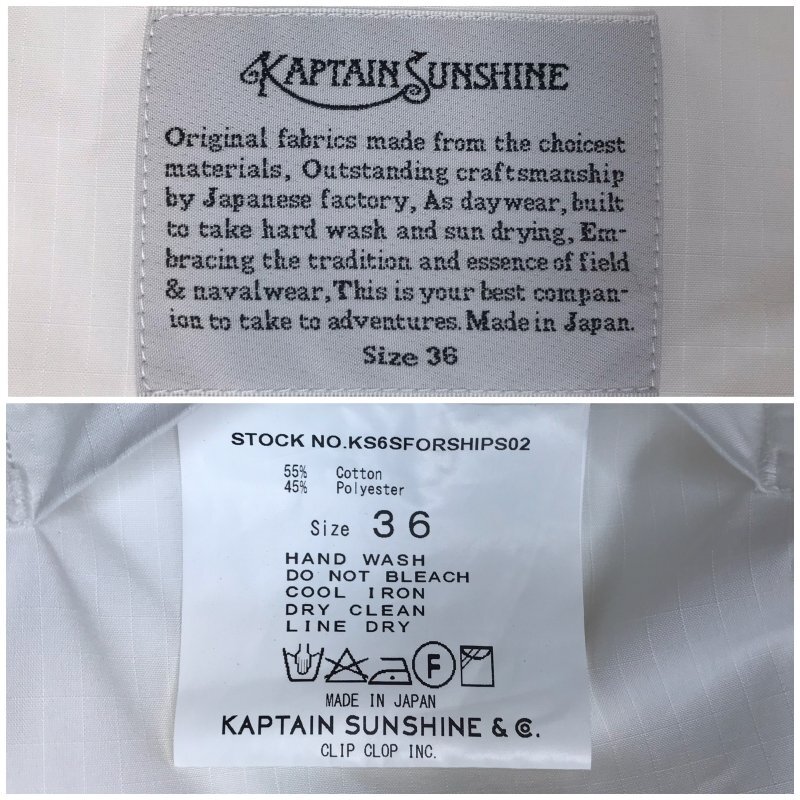 KAPTAIN SUNSHINE
Original fabrics made from the choicest
materials, Outstanding craftsmanship
by Japanese factory, As daywear, built
to take hard wash and sun drying, Em-
bracing the tradition and essence of field
& navalwear, This is your best compan-
ion to take to adventures. Made in Japan.
Size 36
STOCK NO.KS6SFORSHIPS02
55% Cotton
45% Polyester
Size 36
HAND WASH
DO NOT BLEACH
COOL IRON
DRY CLEAN
LINE DRY
F
MADE IN JAPAN
KAPTAIN SUNSHINE & Co.
CLIP CLOP INC.